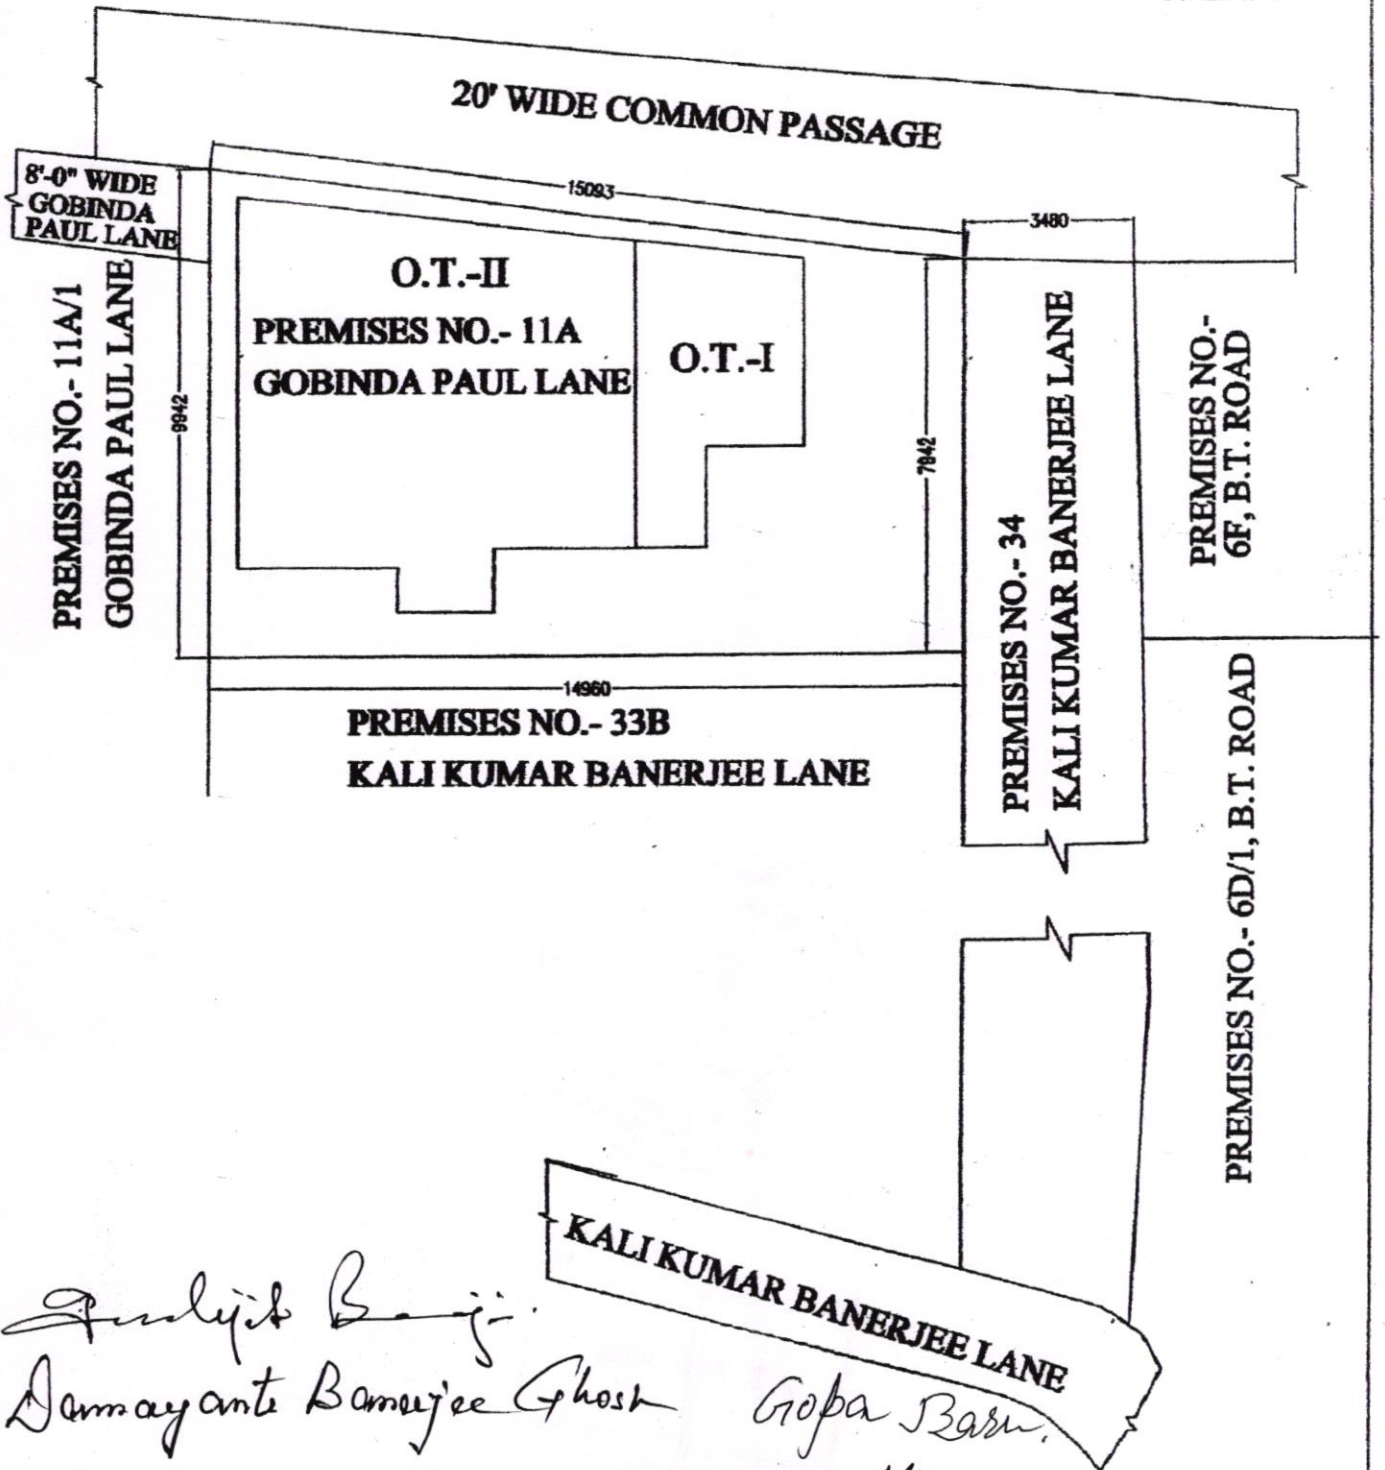 20' WIDE COMMON PASSAGE
8'-0" WIDE
GOBINDA
PAUL LANE
15093
3480
O.T.-II
PREMISES NO.- 11A
GOBINDA PAUL LANE
O.T.-I
PREMISES NO.- 11A/1
GOBINDA PAUL LANE
9942
7942
PREMISES NO.- 34
KALI KUMAR BANERJEE LANE
PREMISES NO.-
6F, B.T. ROAD
14960
PREMISES NO.- 33B
KALI KUMAR BANERJEE LANE
PREMISES NO.- 6D/1, B.T. ROAD
KALI KUMAR BANERJEE LANE
Damayante Banerjee Ghosh
Gopa Basu.